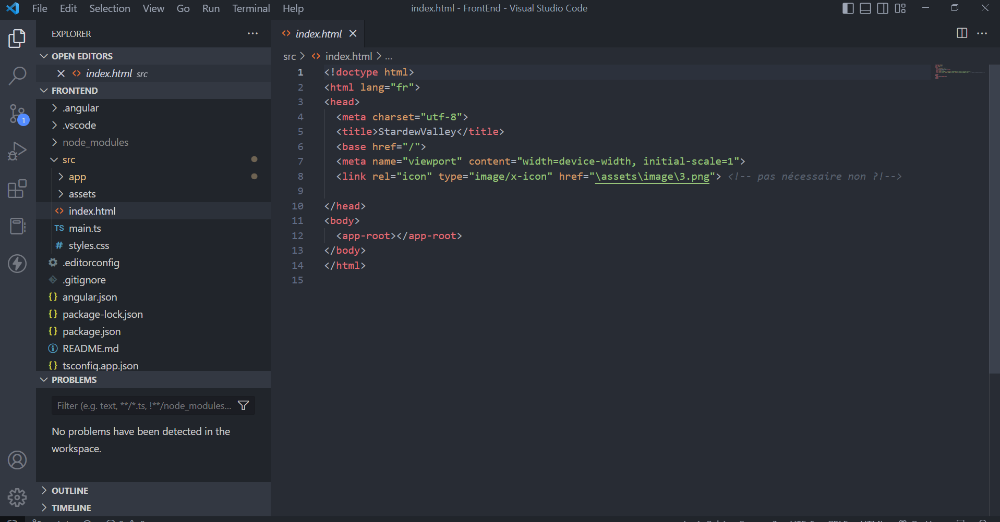 File Edit Selection View Go Run Terminal Help
index.html - FrontEnd - Visual Studio Code
EXPLORER
OPEN EDITORS
index.html src
FRONTEND
.angular
.vscode
node_modules
src
app
assets
index.html
TS main.ts
# styles.css
.editorconfig
.gitignore
{} angular.json
{} package-lock.json
{} package.json
README.md
{} tsconfig.app.json
PROBLEMS
Filter (e.g. text, **/*.ts, !**/node_modules...
No problems have been detected in the
workspace.
OUTLINE
TIMELINE
1
index.html
src > index.html > ...
1 <!doctype html>
2 <html lang="fr">
3 <head>
4 <meta charset="utf-8">
5 <title>StardewValley</title>
6 <base href="/">
7 <meta name="viewport" content="width=device-width, initial-scale=1">
8 <link rel="icon" type="image/x-icon" href="\assets\image\3.png"> <!-- pas nécessaire non ?!-->
9
10 </head>
11 <body>
12 <app-root></app-root>
13 </body>
14 </html>
15